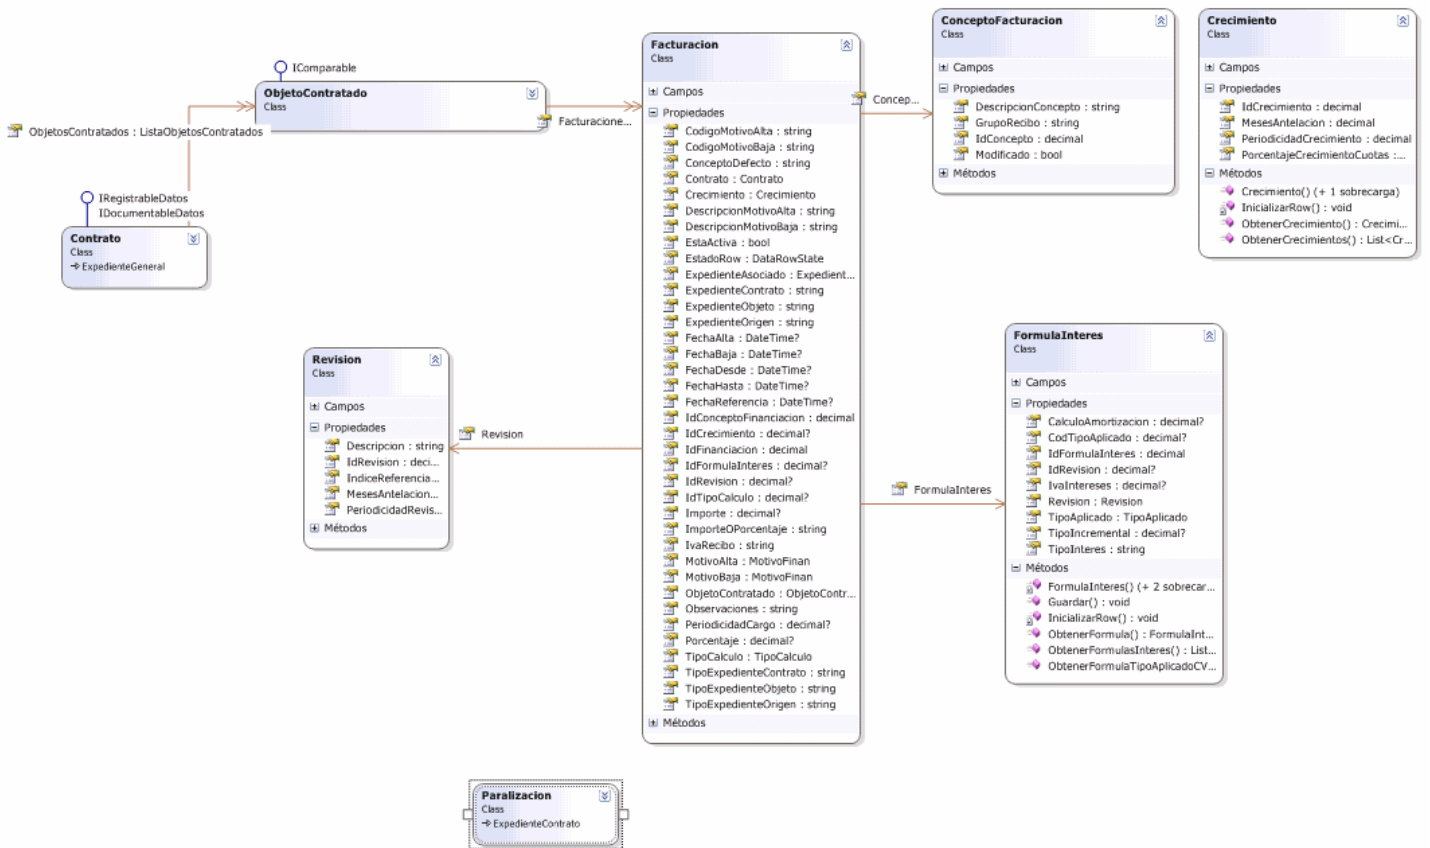 IComparable
ObjetoContratado
Class
ObjetosContratados : ListaObjetosContratados
Facturacione...
IRegistrableDatos
IDocumentableDatos
Contrato
Class
ExpedienteGeneral
Revision
Class
Campos
Propiedades
Descripcion : string
IdRevision : deci...
IndiceReferencia...
MesesAntelacion...
PeriodicidadRevis...
Métodos
Revision
Facturacion
Class
Campos
Propiedades
CodigoMotivoAlta : string
CodigoMotivoBaja : string
ConceptoDefecto : string
Contrato : Contrato
Crecimiento : Crecimiento
DescripcionMotivoAlta : string
DescripcionMotivoBaja : string
EstaActiva : bool
EstadoRow : DataRowState
ExpedienteAsociado : Expedient...
ExpedienteContrato : string
ExpedienteObjeto : string
ExpedienteOrigen : string
FechaAlta : DateTime?
FechaBaja : DateTime?
FechaDesde : DateTime?
FechaHasta : DateTime?
FechaReferencia : DateTime?
IdConceptoFinanciacion : decimal
IdCrecimiento : decimal?
IdFinanciacion : decimal
IdFormulaInteres : decimal?
IdRevision : decimal?
IdTipoCalculo : decimal?
Importe : decimal?
ImporteOPorcentaje : string
IvaRecibo : string
MotivoAlta : MotivoFinan
MotivoBaja : MotivoFinan
ObjetoContratado : ObjetoContr...
Observaciones : string
PeriodicidadCargo : decimal?
Porcentaje : decimal?
TipoCalculo : TipoCalculo
TipoExpedienteContrato : string
TipoExpedienteObjeto : string
TipoExpedienteOrigen : string
Métodos
Concep...
ConceptoFacturacion
Class
Campos
Propiedades
DescripcionConcepto : string
GrupoRecibo : string
IdConcepto : decimal
Modificado : bool
Métodos
Crecimiento
Class
Campos
Propiedades
IdCrecimiento : decimal
MesesAntelacion : decimal
PeriodicidadCrecimiento : decimal
PorcentajeCrecimientoCuotas :...
Métodos
Crecimiento() (+ 1 sobrecarga)
InicializarRow() : void
ObtenerCrecimiento() : Crecimi...
ObtenerCrecimientos() : List<Cr...
FormulaInteres
FormulaInteres
Class
Campos
Propiedades
CalculoAmortizacion : decimal?
CodTipoAplicado : decimal?
IdFormulaInteres : decimal
IdRevision : decimal?
IvaIntereses : decimal?
Revision : Revision
TipoAplicado : TipoAplicado
TipoIncremental : decimal?
TipoInteres : string
Métodos
FormulaInteres() (+ 2 sobrecar...
Guardar() : void
InicializarRow() : void
ObtenerFormula() : FormulaInt...
ObtenerFormulasInteres() : List...
ObtenerFormulaTipoAplicadoCV...
Paralizacion
Class
ExpedienteContrato